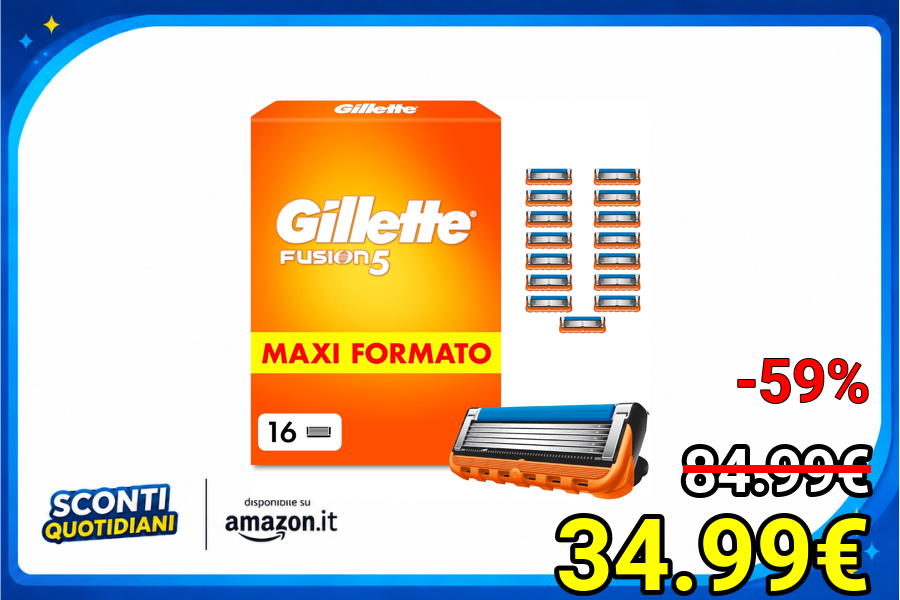 Gillette
Gillette®
FUSION5
MAXI FORMATO
16
-59%
84.99€
34.99€
SCONTI
QUOTIDIANI
disponibile su
amazon.it